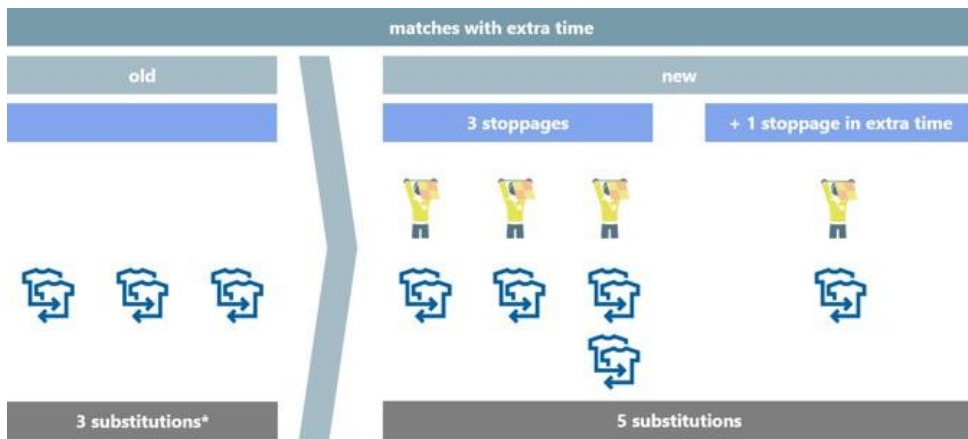 matches with extra time
old
new
3 stoppages
+ 1 stoppage in extra time
3 substitutions*
5 substitutions